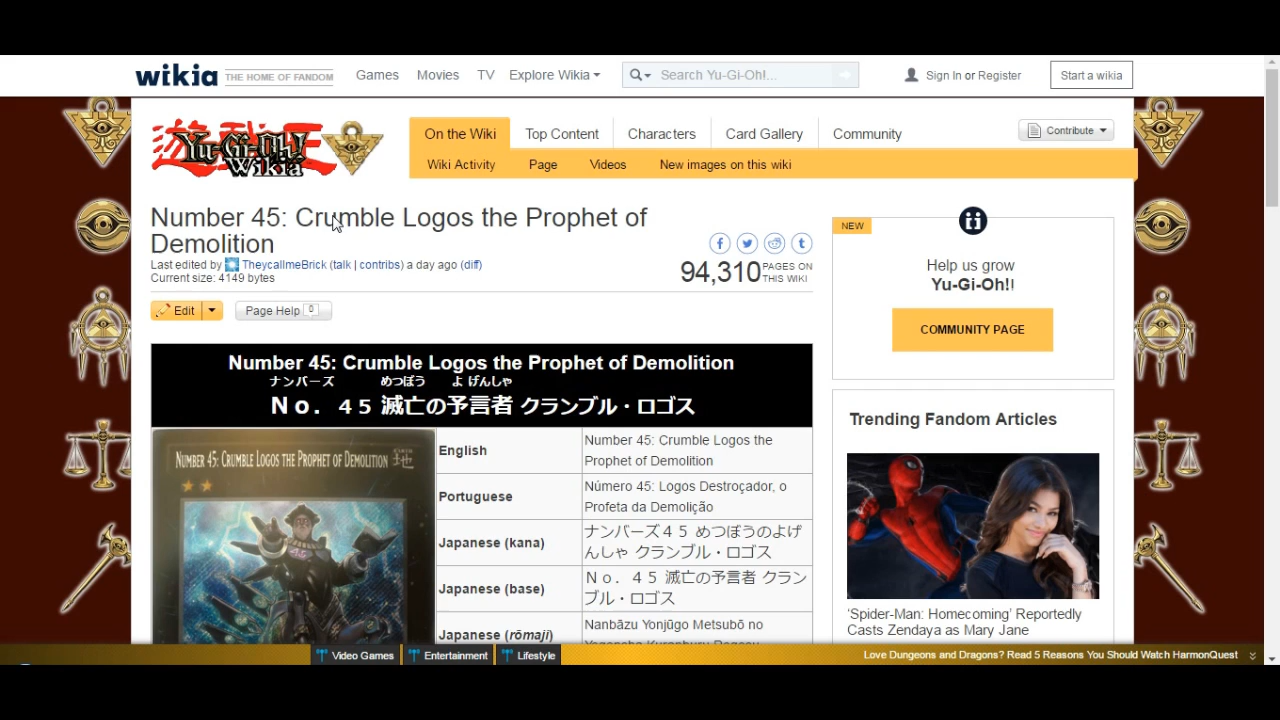 wikia THE HOME OF FANDOM Games Movies TV Explore Wikia Search Yu-Gi-Oh!... Sign In or Register Start a wikia
遊戯王 Yu-Gi-Oh! Wikia
On the Wiki Top Content Characters Card Gallery Community Contribute
Wiki Activity Page Videos New images on this wiki
Number 45: Crumble Logos the Prophet of
Demolition
Last edited by TheycallmeBrick (talk | contribs) a day ago (diff)
Current size: 4149 bytes
94,310 PAGES ON
THIS WIKI
Edit Page Help 0
Number 45: Crumble Logos the Prophet of Demolition
ナンバーズ めつぼう よ げんしゃ
Ｎｏ．４５ 滅亡の予言者 クランブル・ロゴス
NUMBER 45: CRUMBLE LOGOS THE PROPHET OF DEMOLITION
EARTH
地
45
English
Number 45: Crumble Logos the
Prophet of Demolition
Portuguese
Número 45: Logos Destroçador, o
Profeta da Demolição
Japanese (kana)
ナンバーズ４５ めつぼうのよげ
んしゃ クランブル・ロゴス
Japanese (base)
Ｎｏ．４５ 滅亡の予言者 クラン
ブル・ロゴス
Japanese (rōmaji)
Nanbāzu Yonjūgo Metsubō no
NEW
Help us grow
Yu-Gi-Oh!!
COMMUNITY PAGE
Trending Fandom Articles
‘Spider-Man: Homecoming’ Reportedly
Casts Zendaya as Mary Jane
Video Games Entertainment Lifestyle
Love Dungeons and Dragons? Read 5 Reasons You Should Watch HarmonQuest